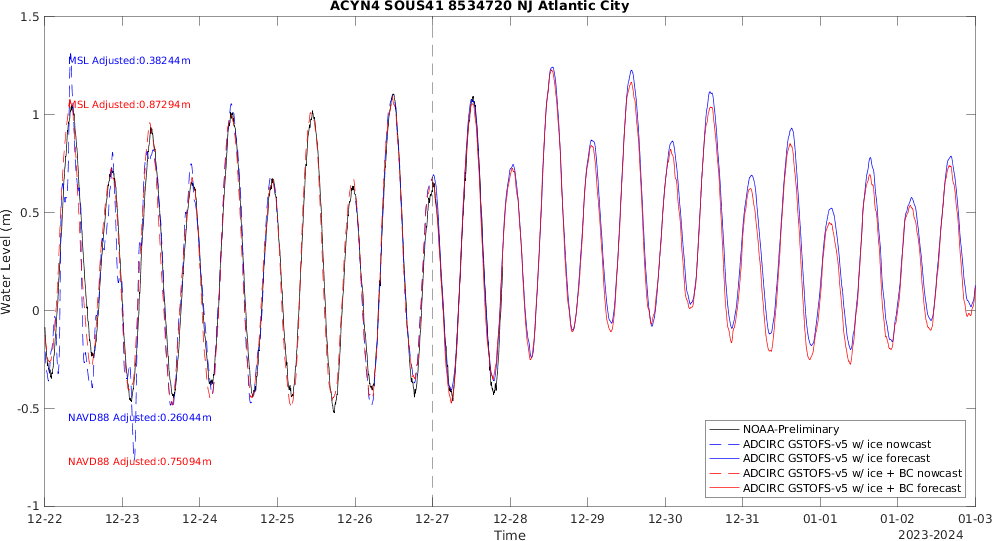 ACYN4 SOUS41 8534720 NJ Atlantic City
1.5
1
0.5
0
-0.5
-1
Water Level (m)
MSL Adjusted:0.38244m
MSL Adjusted:0.87294m
NAVD88 Adjusted:0.26044m
NAVD88 Adjusted:0.75094m
NOAA-Preliminary
ADCIRC GSTOFS-v5 w/ ice nowcast
ADCIRC GSTOFS-v5 w/ ice forecast
ADCIRC GSTOFS-v5 w/ ice + BC nowcast
ADCIRC GSTOFS-v5 w/ ice + BC forecast
12-22 12-23 12-24 12-25 12-26 12-27 12-28 12-29 12-30 12-31 01-01 01-02 01-03
Time
2023-2024